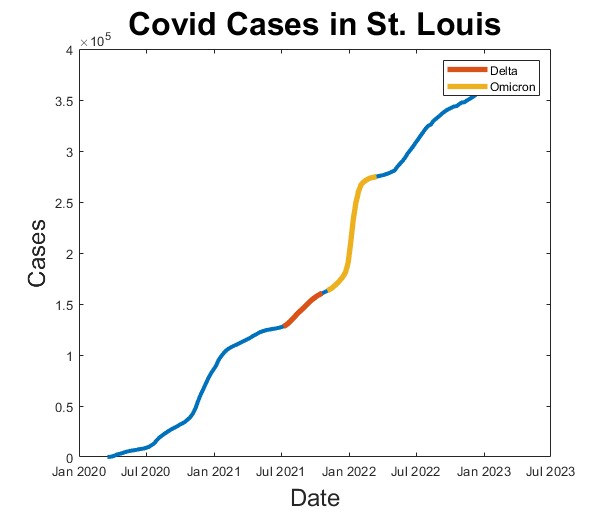 Covid Cases in St. Louis
×10⁵
4
3.5
3
2.5
2
1.5
1
0.5
0
Cases
Delta
Omicron
Jan 2020 Jul 2020 Jan 2021 Jul 2021 Jan 2022 Jul 2022 Jan 2023 Jul 2023
Date